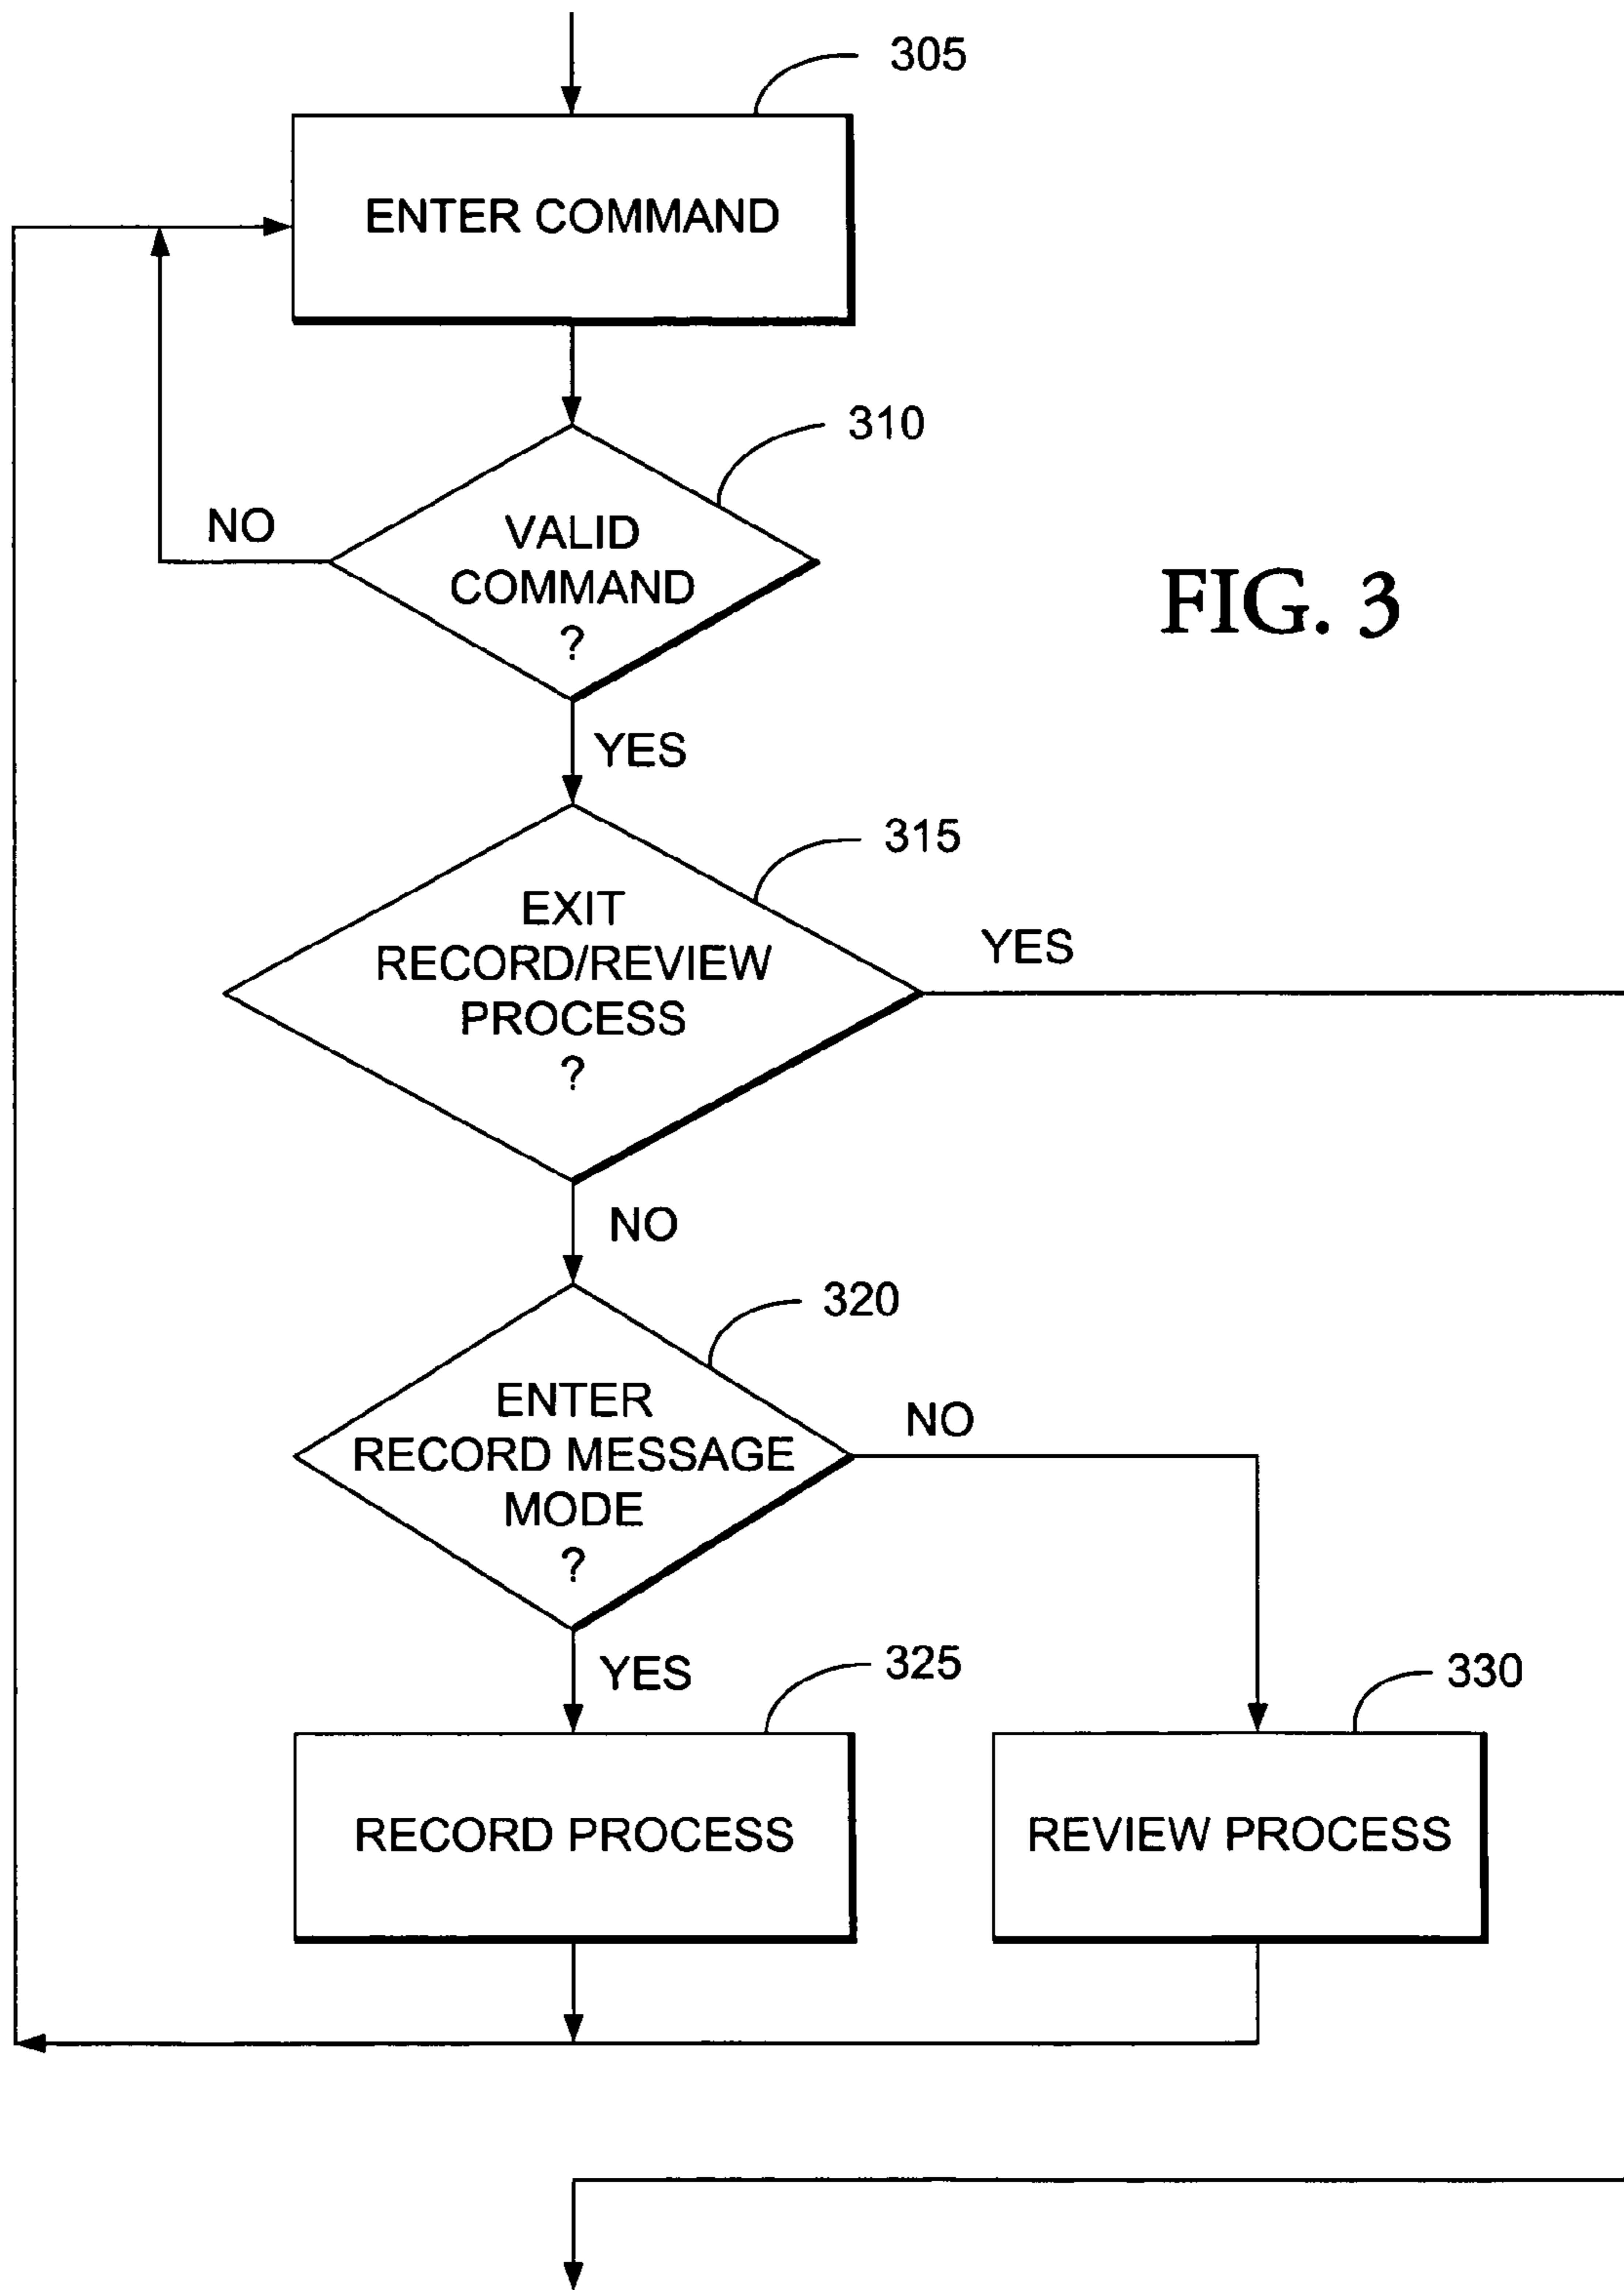 305
ENTER COMMAND
310
NO
VALID
COMMAND
?
FIG. 3
YES
315
EXIT
RECORD/REVIEW
PROCESS
?
YES
NO
320
ENTER
RECORD MESSAGE
MODE
?
NO
YES
325
330
RECORD PROCESS
REVIEW PROCESS